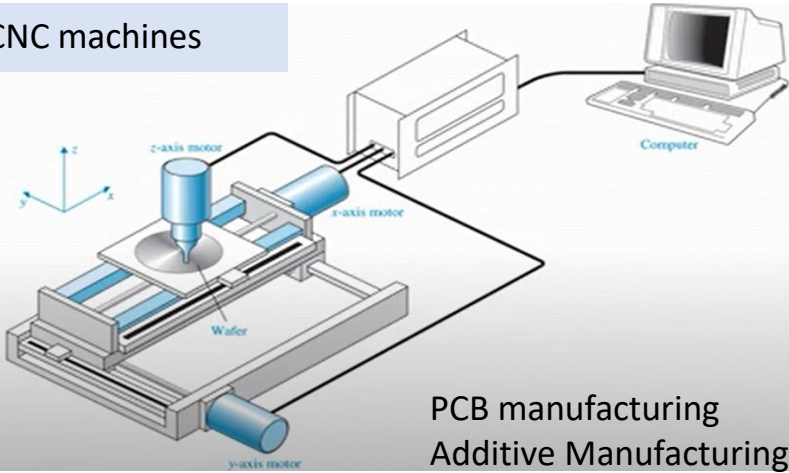 CNC machines
z-axis motor
Computer
z
y
x
x-axis motor
Wafer
PCB manufacturing
Additive Manufacturing
y-axis motor